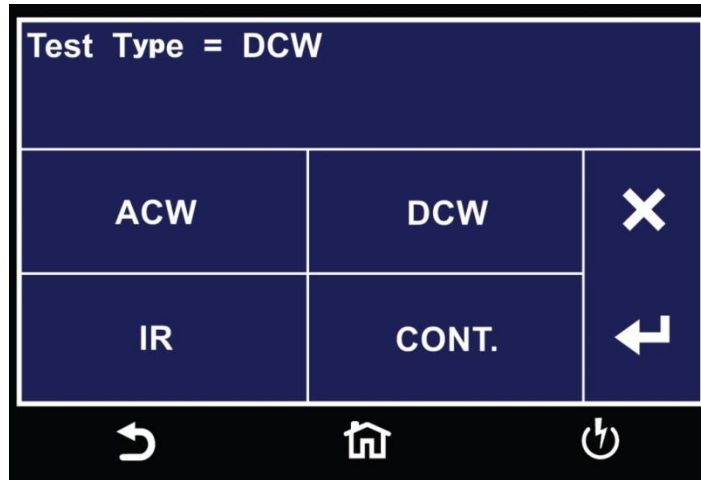 Test Type = DCW
ACW
DCW
IR
CONT.